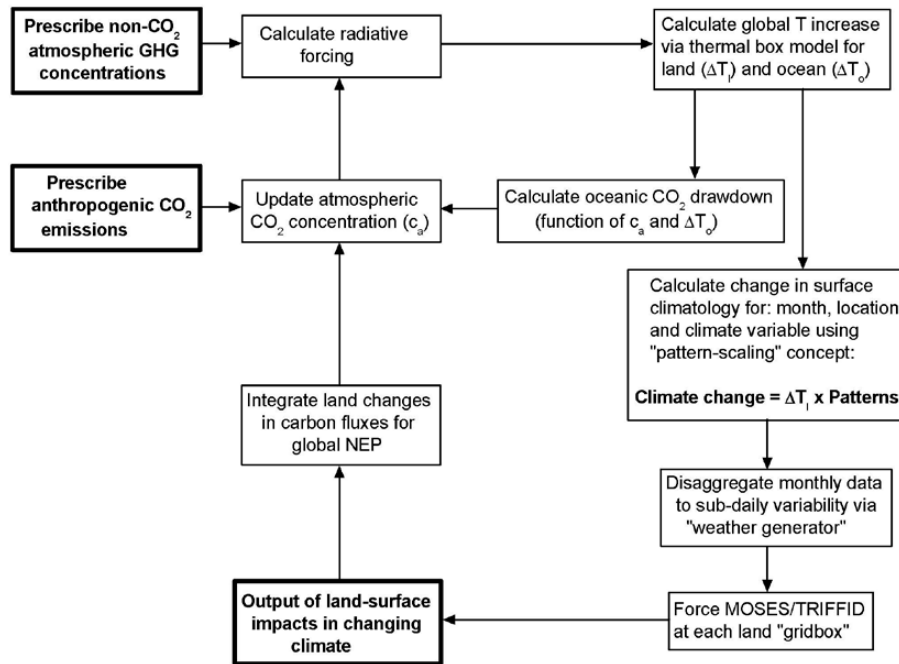 Prescribe non-CO₂
atmospheric GHG
concentrations
Calculate radiative
forcing
Calculate global T increase
via thermal box model for
land (ΔTₗ) and ocean (ΔTₒ)
Prescribe
anthropogenic CO₂
emissions
Update atmospheric
CO₂ concentration (cₐ)
Calculate oceanic CO₂ drawdown
(function of cₐ and ΔTₒ)
Calculate change in surface
climatology for: month, location
and climate variable using
"pattern-scaling" concept:
Climate change = ΔTₗ x Patterns
Integrate land changes
in carbon fluxes for
global NEP
Disaggregate monthly data
to sub-daily variability via
"weather generator"
Output of land-surface
impacts in changing
climate
Force MOSES/TRIFFID
at each land "gridbox"